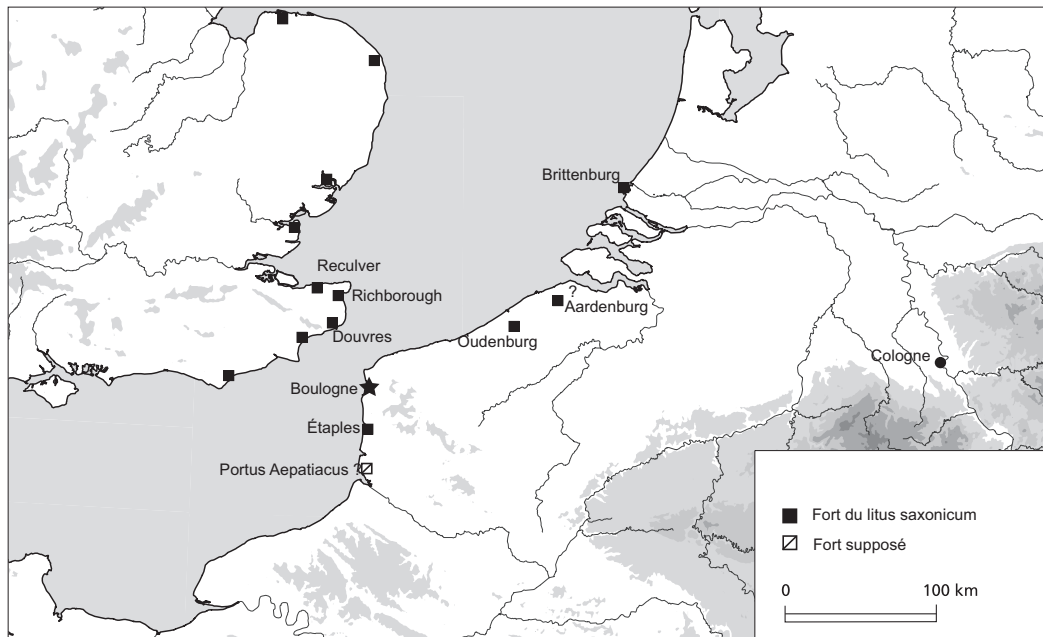 Brittenburg
Reculver
Richborough
?
Aardenburg
Douvres
Oudenburg
Cologne
Boulogne
Étaples
Portus Aepatiacus ?
Fort du litus saxonicum
Fort supposé
0 100 km